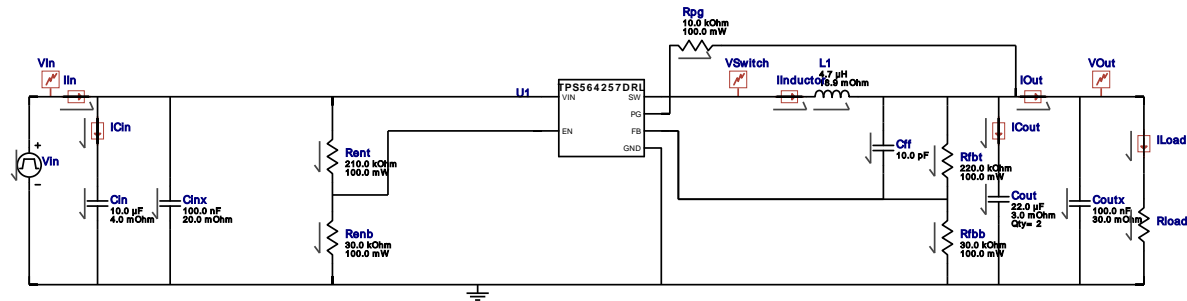 Rpg
10.0 kOhm
100.0 mW
VIn
IIn
VSwitch
IInductor
L1
4.7 µH
18.9 mOhm
IOut
VOut
U1
TPS564257DRL
VIN
SW
PG
EN
FB
GND
ICin
Vin
+
−
Cin
10.0 µF
4.0 mOhm
Cinx
100.0 nF
20.0 mOhm
Rent
210.0 kOhm
100.0 mW
Renb
30.0 kOhm
100.0 mW
Cff
10.0 pF
Rfbt
220.0 kOhm
100.0 mW
Rfbb
30.0 kOhm
100.0 mW
ICout
Cout
22.0 µF
3.0 mOhm
Qty= 2
Coutx
100.0 nF
30.0 mOhm
ILoad
Rload